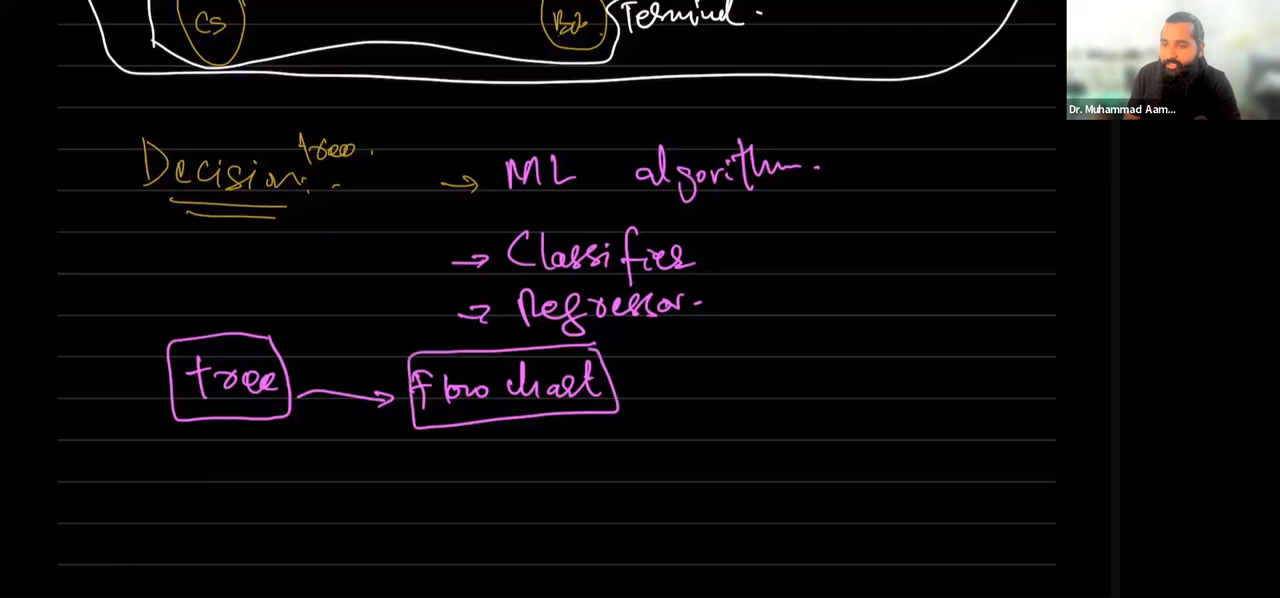 CS
Terminal.
Dr. Muhammad Aam...
Decision tree.
→ ML algorithm.
→ Classifier
→ Regressor.
tree → flow chart